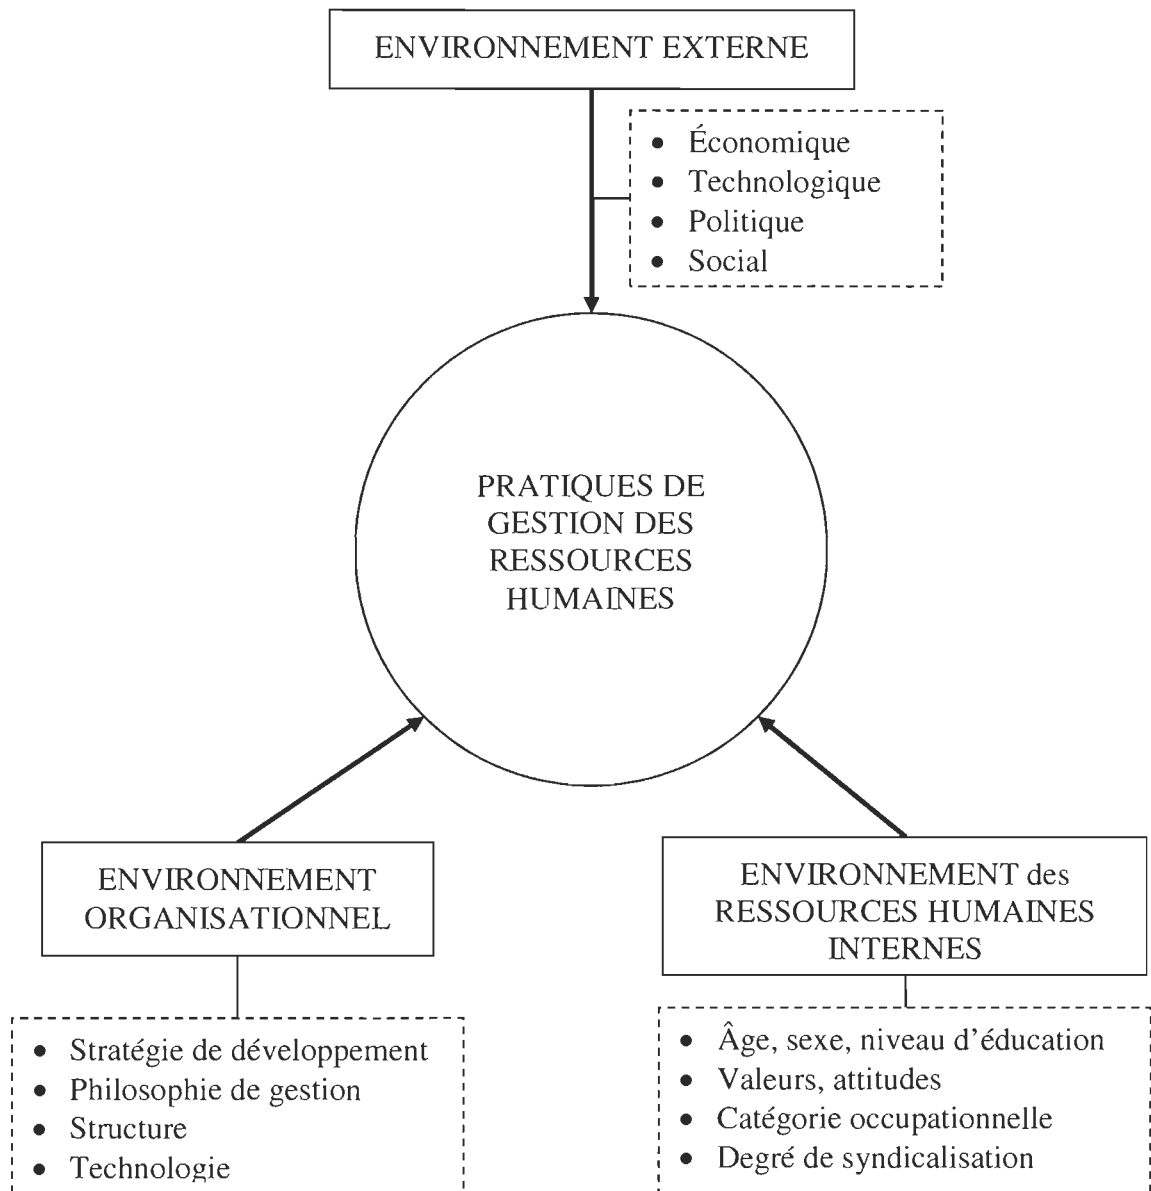 ENVIRONNEMENT EXTERNE
• Économique
• Technologique
• Politique
• Social
PRATIQUES DE
GESTION DES
RESSOURCES
HUMAINES
ENVIRONNEMENT
ORGANISATIONNEL
• Stratégie de développement
• Philosophie de gestion
• Structure
• Technologie
ENVIRONNEMENT des
RESSOURCES HUMAINES
INTERNES
• Âge, sexe, niveau d'éducation
• Valeurs, attitudes
• Catégorie occupationnelle
• Degré de syndicalisation